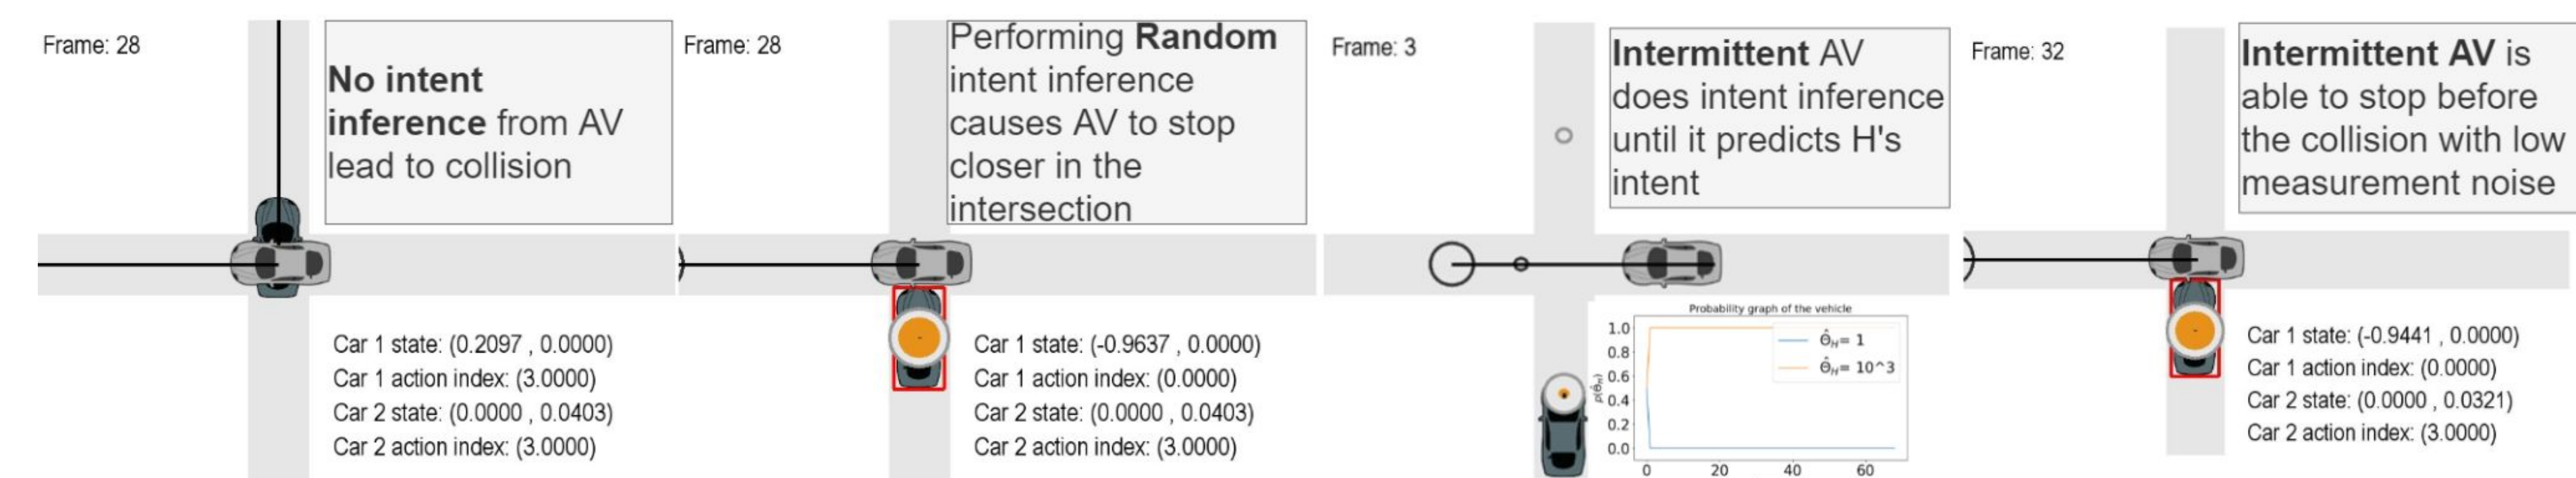 Frame: 28
No intent
inference from AV
lead to collision
Car 1 state: (0.2097 , 0.0000)
Car 1 action index: (3.0000)
Car 2 state: (0.0000 , 0.0403)
Car 2 action index: (3.0000)
Frame: 28
Performing Random
intent inference
causes AV to stop
closer in the
intersection
Car 1 state: (-0.9637 , 0.0000)
Car 1 action index: (0.0000)
Car 2 state: (0.0000 , 0.0403)
Car 2 action index: (3.0000)
Frame: 3
Intermittent AV
does intent inference
until it predicts H's
intent
Probability graph of the vehicle
1.0
0.8
0.6
0.4
0.2
0.0
p(Θ̂_H)
Θ̂_H= 1
Θ̂_H= 10^3
0 20 40 60
Frame: 32
Intermittent AV is
able to stop before
the collision with low
measurement noise
Car 1 state: (-0.9441 , 0.0000)
Car 1 action index: (0.0000)
Car 2 state: (0.0000 , 0.0321)
Car 2 action index: (3.0000)